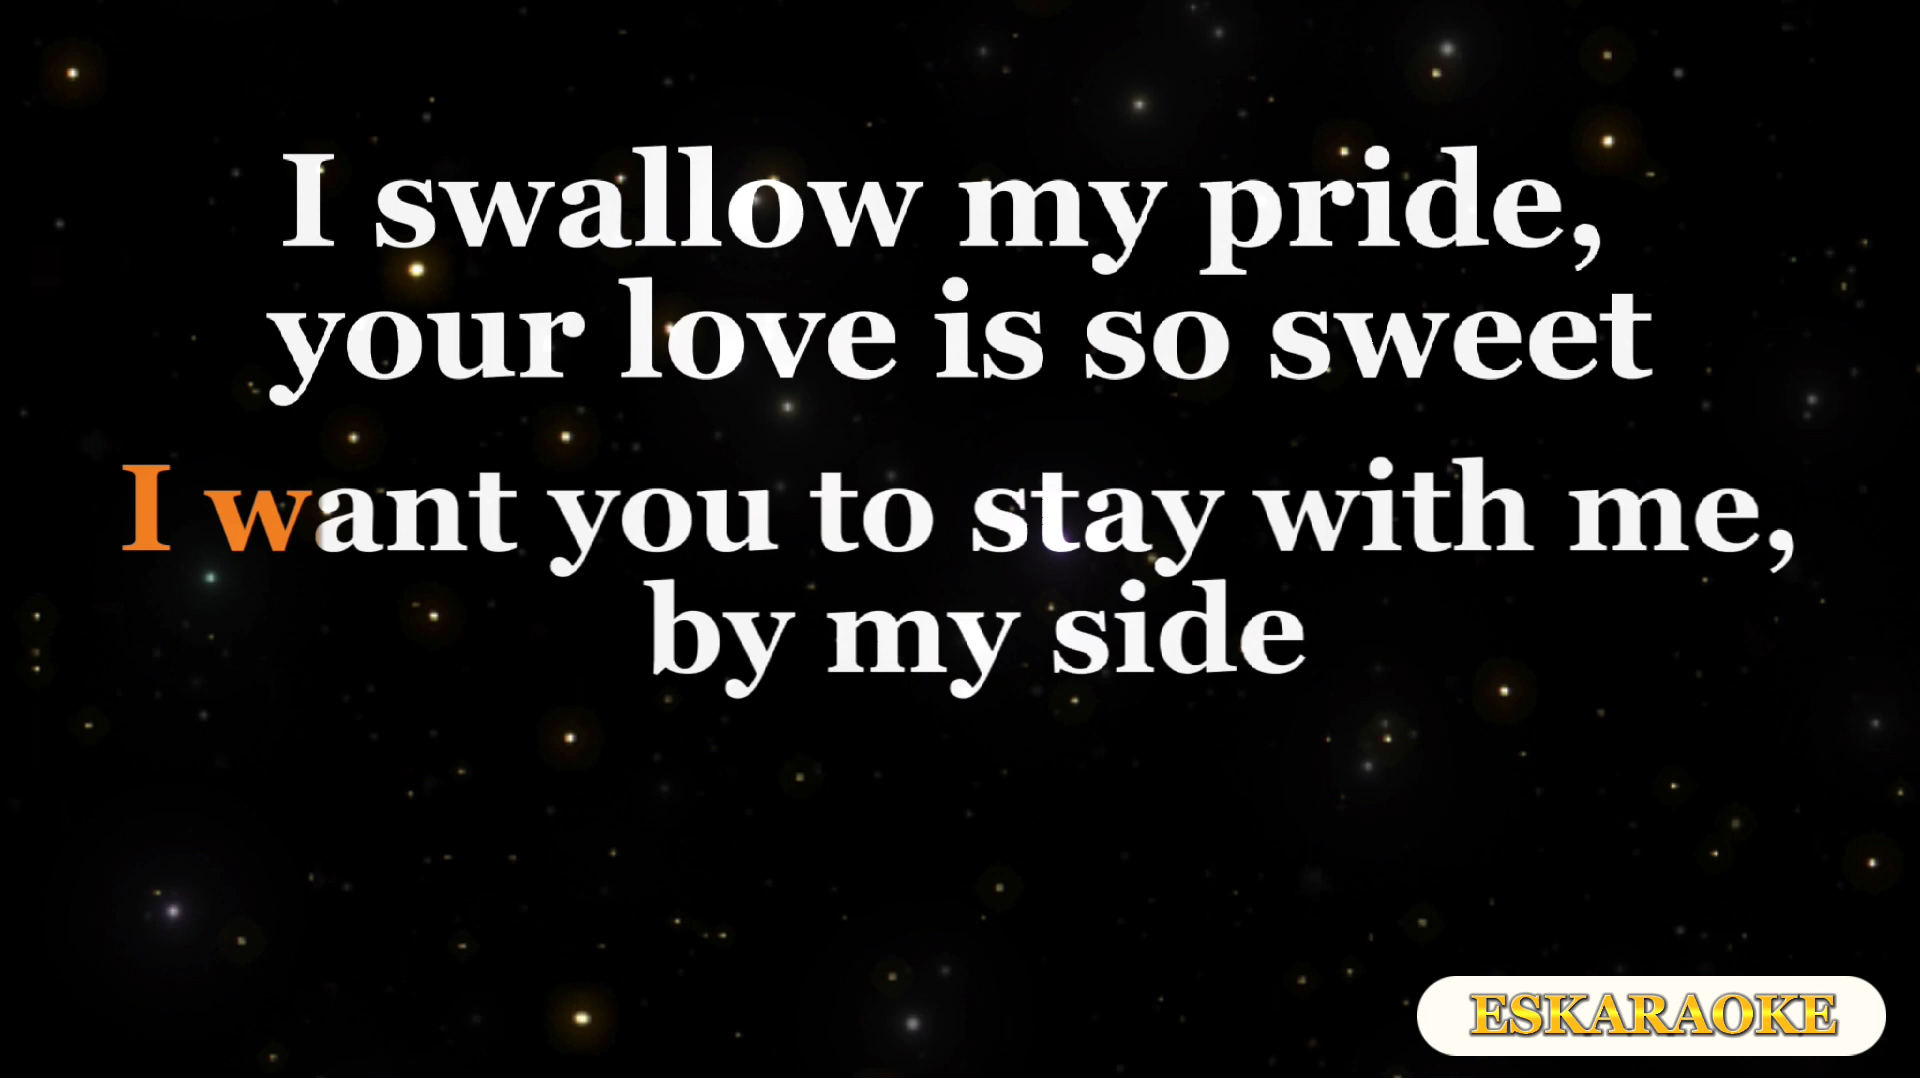 I swallow my pride,
your love is so sweet
I want you to stay with me,
by my side
ESKARAOKE